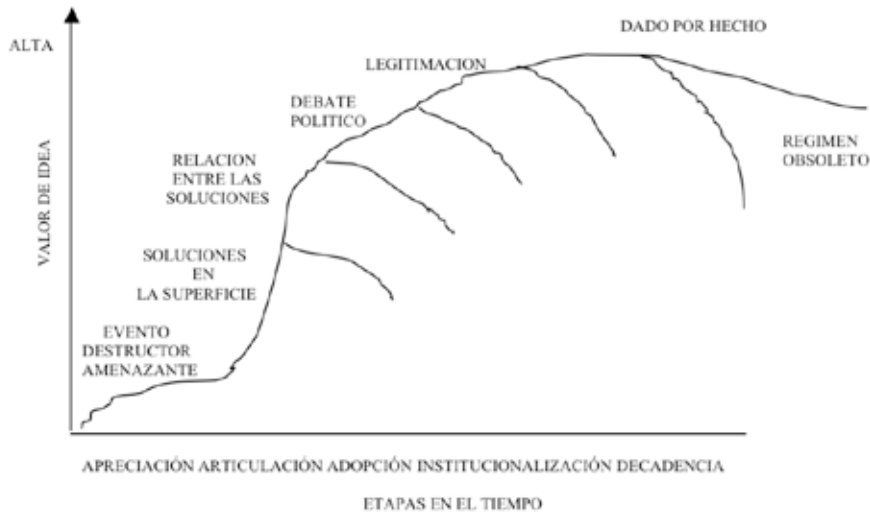 DADO POR HECHO
ALTA
LEGITIMACION
DEBATE
POLITICO
REGIMEN
OBSOLETO
RELACION
ENTRE LAS
SOLUCIONES
VALOR DE IDEA
SOLUCIONES
EN
LA SUPERFICIE
EVENTO
DESTRUCTOR
AMENAZANTE
APRECIACIÓN ARTICULACIÓN ADOPCIÓN INSTITUCIONALIZACIÓN DECADENCIA
ETAPAS EN EL TIEMPO